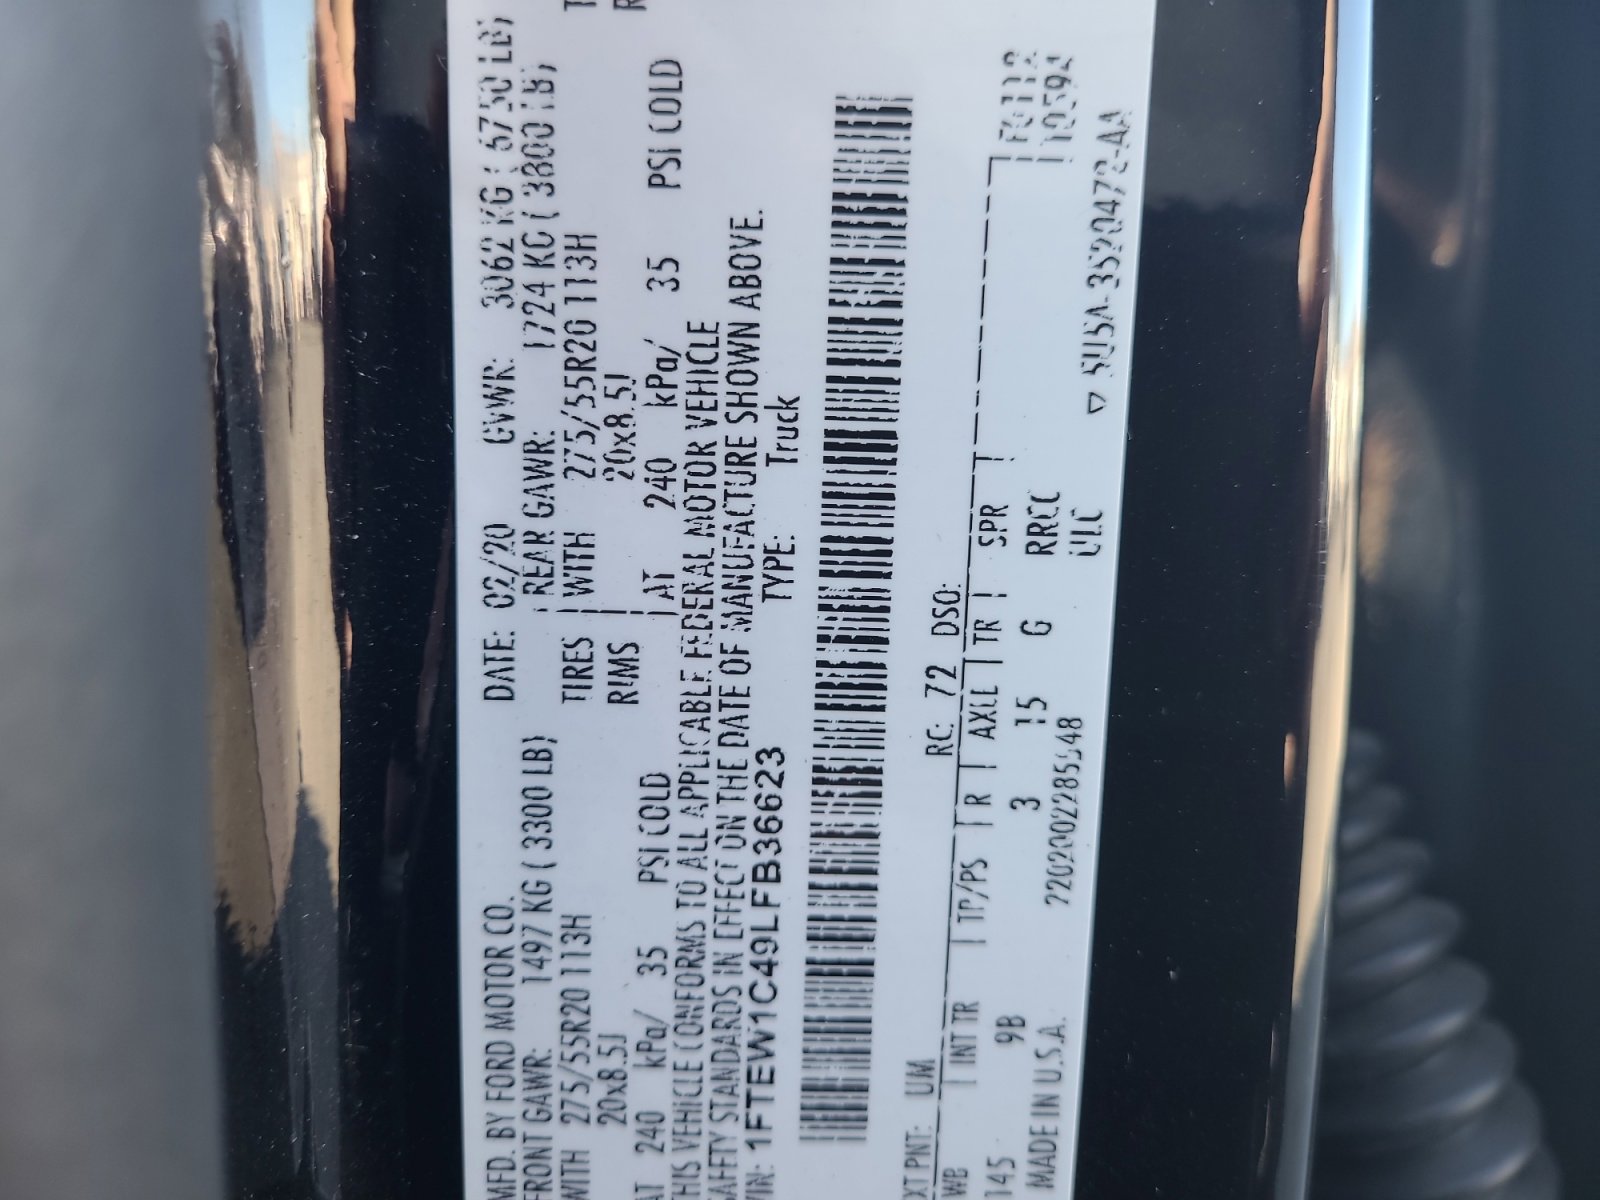 MFD. BY FORD MOTOR CO. DATE: 02/20 GVWR: 3062 KG ( 6750 LB)
FRONT GAWR: 1497 KG ( 3300 LB) REAR GAWR: 1724 KG ( 3800 LB)
WITH 275/55R20 113H TIRES WITH 275/55R20 113H T
20x8.5J RIMS 20x8.5J R
AT 240 kPa/ 35 PSI COLD AT 240 kPa/ 35 PSI COLD
THIS VEHICLE CONFORMS TO ALL APPLICABLE FEDERAL MOTOR VEHICLE
SAFETY STANDARDS IN EFFECT ON THE DATE OF MANUFACTURE SHOWN ABOVE.
VIN: 1FTEW1C49LFB36623 TYPE: Truck
EXT PNT: UM RC: 72 DSO:
WB INT TR TP/PS R AXLE TR SPR
145 9B 3 15 G RRCC
ULC
MADE IN U.S.A.
▽ 5U5A-3520472-AA